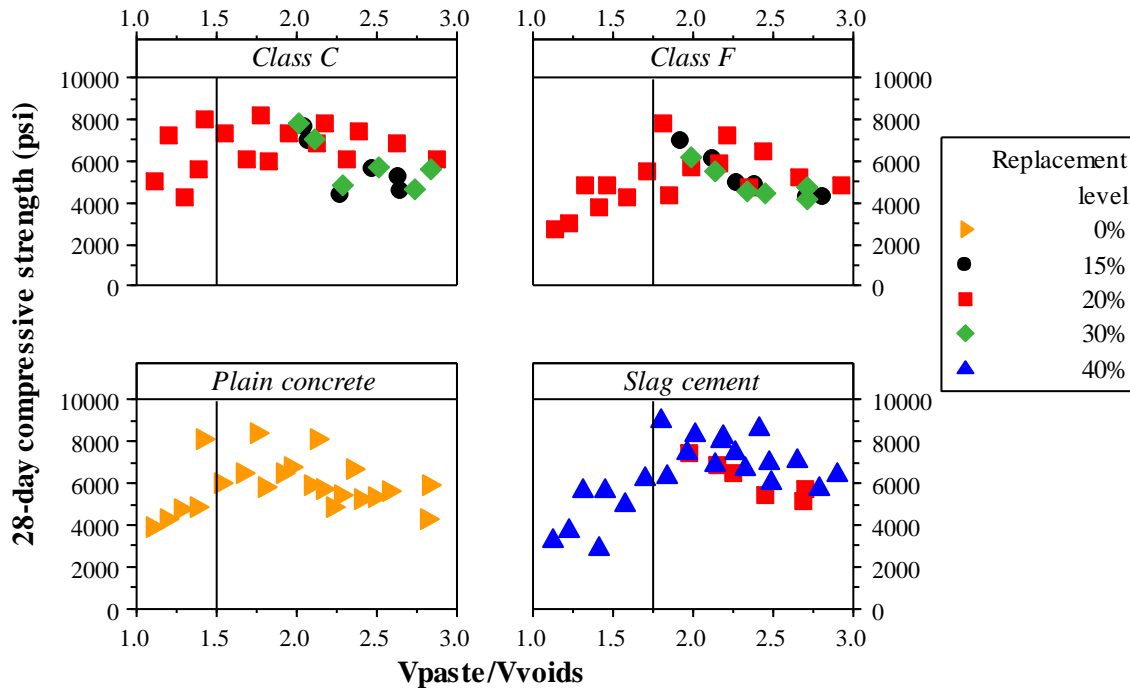 1.0 1.5 2.0 2.5 3.0
1.0 1.5 2.0 2.5 3.0
Class C
Class F
10000
8000
6000
4000
2000
0
10000
8000
6000
4000
2000
0
Replacement
level
0%
15%
20%
30%
40%
28-day compressive strength (psi)
Plain concrete
Slag cement
10000
8000
6000
4000
2000
0
10000
8000
6000
4000
2000
0
1.0 1.5 2.0 2.5 3.0
1.0 1.5 2.0 2.5 3.0
Vpaste/Vvoids